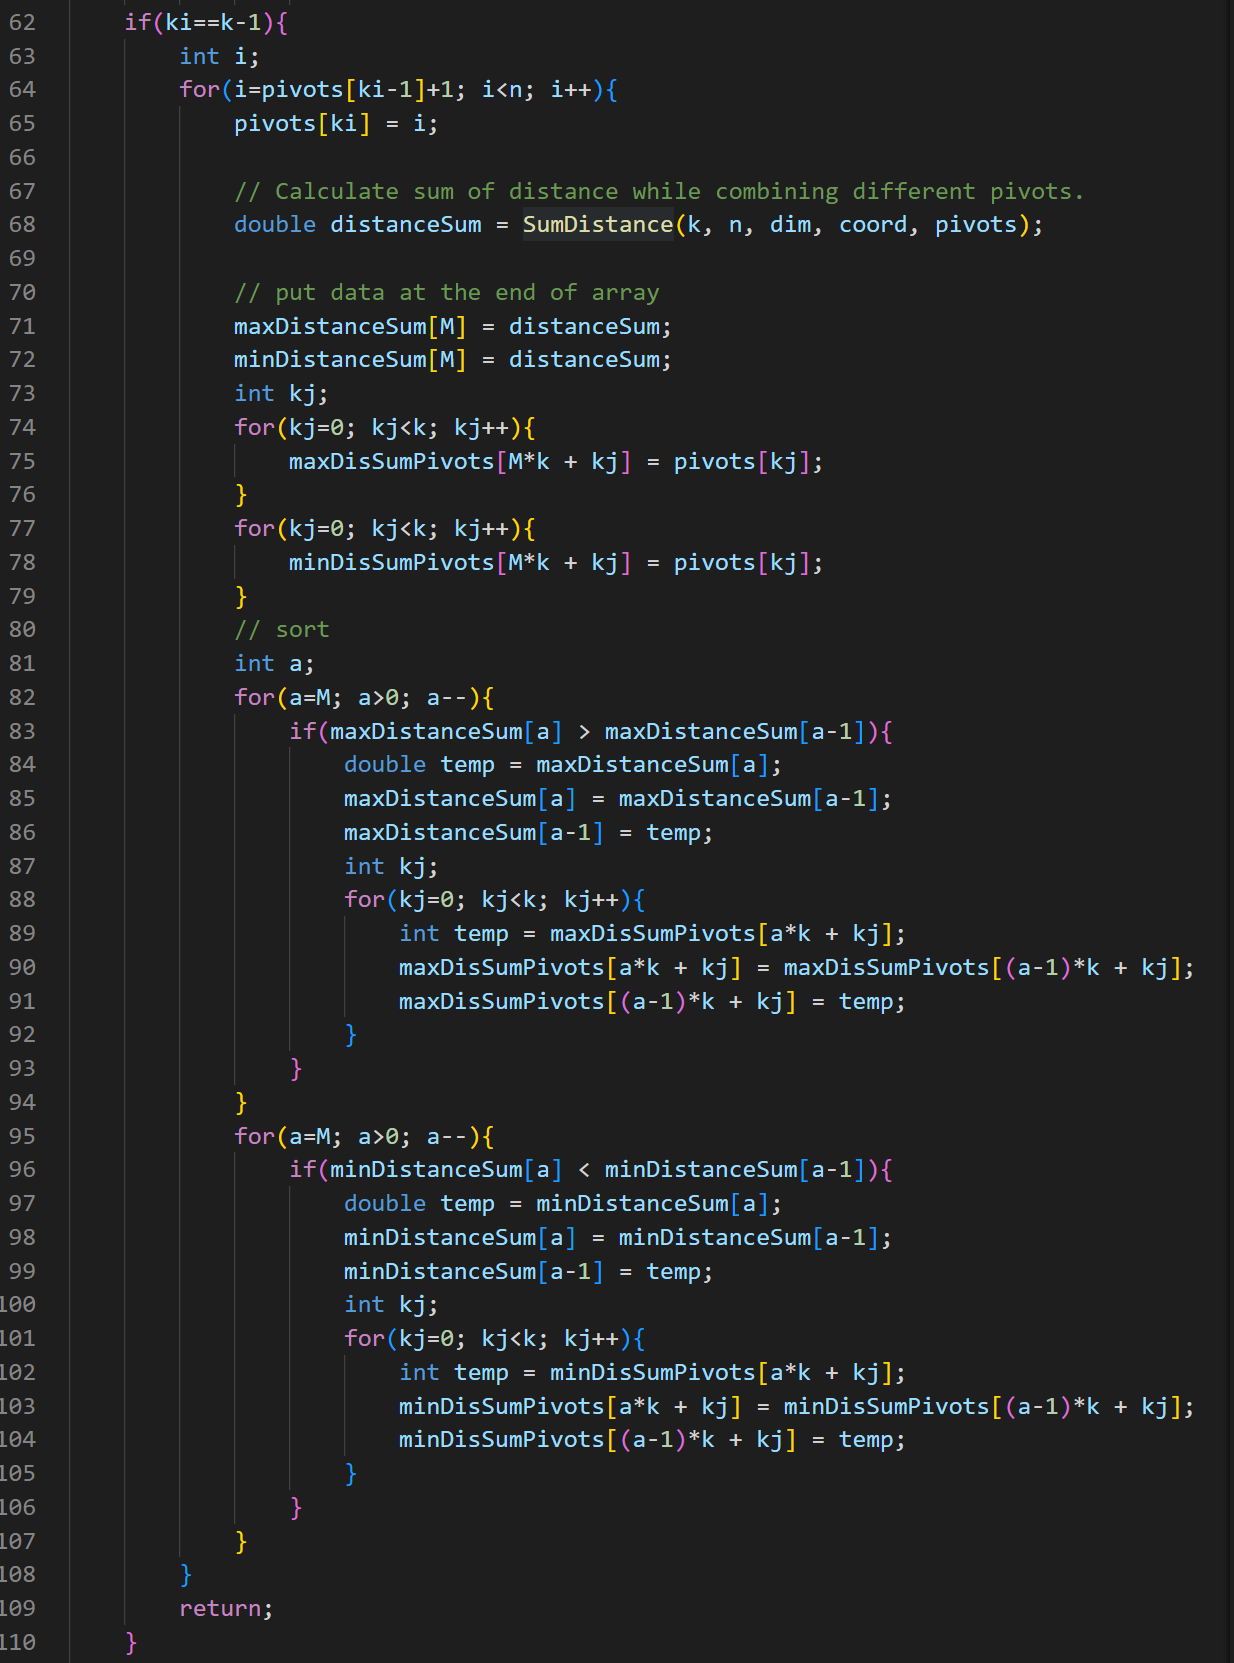 62 if(ki==k-1){
63 int i;
64 for(i=pivots[ki-1]+1; i<n; i++){
65 pivots[ki] = i;
66
67 // Calculate sum of distance while combining different pivots.
68 double distanceSum = SumDistance(k, n, dim, coord, pivots);
69
70 // put data at the end of array
71 maxDistanceSum[M] = distanceSum;
72 minDistanceSum[M] = distanceSum;
73 int kj;
74 for(kj=0; kj<k; kj++){
75 maxDisSumPivots[M*k + kj] = pivots[kj];
76 }
77 for(kj=0; kj<k; kj++){
78 minDisSumPivots[M*k + kj] = pivots[kj];
79 }
80 // sort
81 int a;
82 for(a=M; a>0; a--){
83 if(maxDistanceSum[a] > maxDistanceSum[a-1]){
84 double temp = maxDistanceSum[a];
85 maxDistanceSum[a] = maxDistanceSum[a-1];
86 maxDistanceSum[a-1] = temp;
87 int kj;
88 for(kj=0; kj<k; kj++){
89 int temp = maxDisSumPivots[a*k + kj];
90 maxDisSumPivots[a*k + kj] = maxDisSumPivots[(a-1)*k + kj];
91 maxDisSumPivots[(a-1)*k + kj] = temp;
92 }
93 }
94 }
95 for(a=M; a>0; a--){
96 if(minDistanceSum[a] < minDistanceSum[a-1]){
97 double temp = minDistanceSum[a];
98 minDistanceSum[a] = minDistanceSum[a-1];
99 minDistanceSum[a-1] = temp;
100 int kj;
101 for(kj=0; kj<k; kj++){
102 int temp = minDisSumPivots[a*k + kj];
103 minDisSumPivots[a*k + kj] = minDisSumPivots[(a-1)*k + kj];
104 minDisSumPivots[(a-1)*k + kj] = temp;
105 }
106 }
107 }
108 }
109 return;
110 }